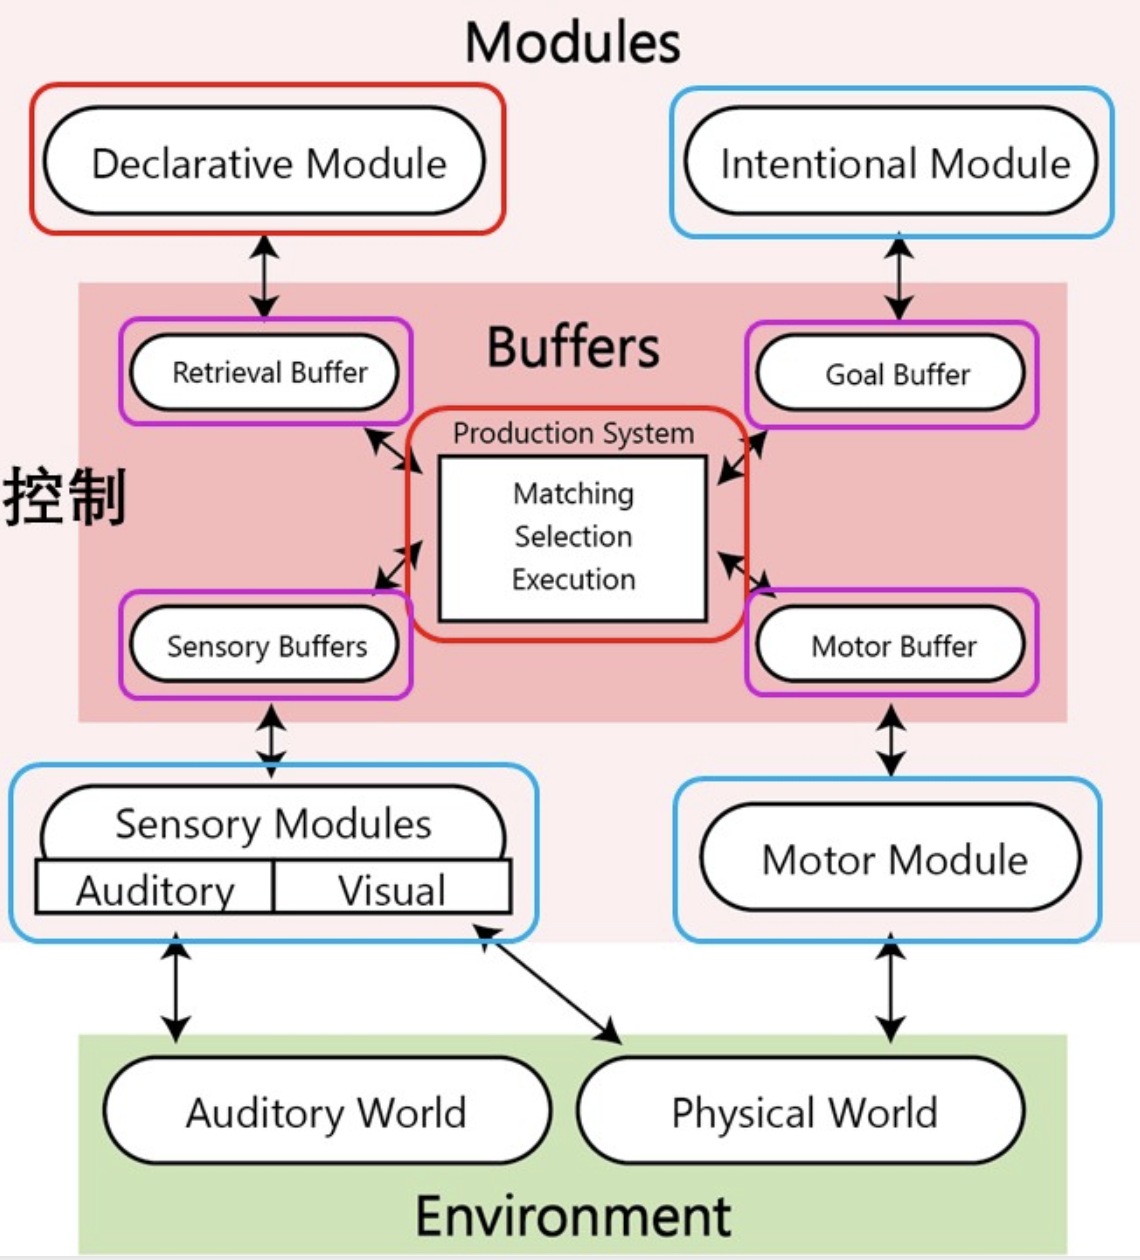 Modules
Declarative Module
Intentional Module
Buffers
Retrieval Buffer
Goal Buffer
Production System
Matching
Selection
Execution
控制
Sensory Buffers
Motor Buffer
Sensory Modules
Auditory
Visual
Motor Module
Auditory World
Physical World
Environment